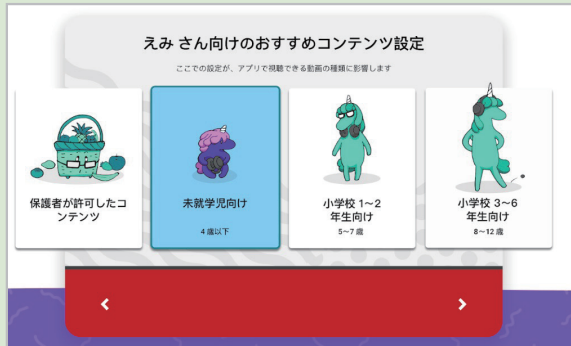 えみ さん向けのおすすめコンテンツ設定
ここでの設定が、アプリで視聴できる動画の種類に影響します
保護者が許可したコ
ンテンツ
未就学児向け
4 歳以下
小学校 1~2
年生向け
5~7 歳
小学校 3~6
年生向け
8~12 歳